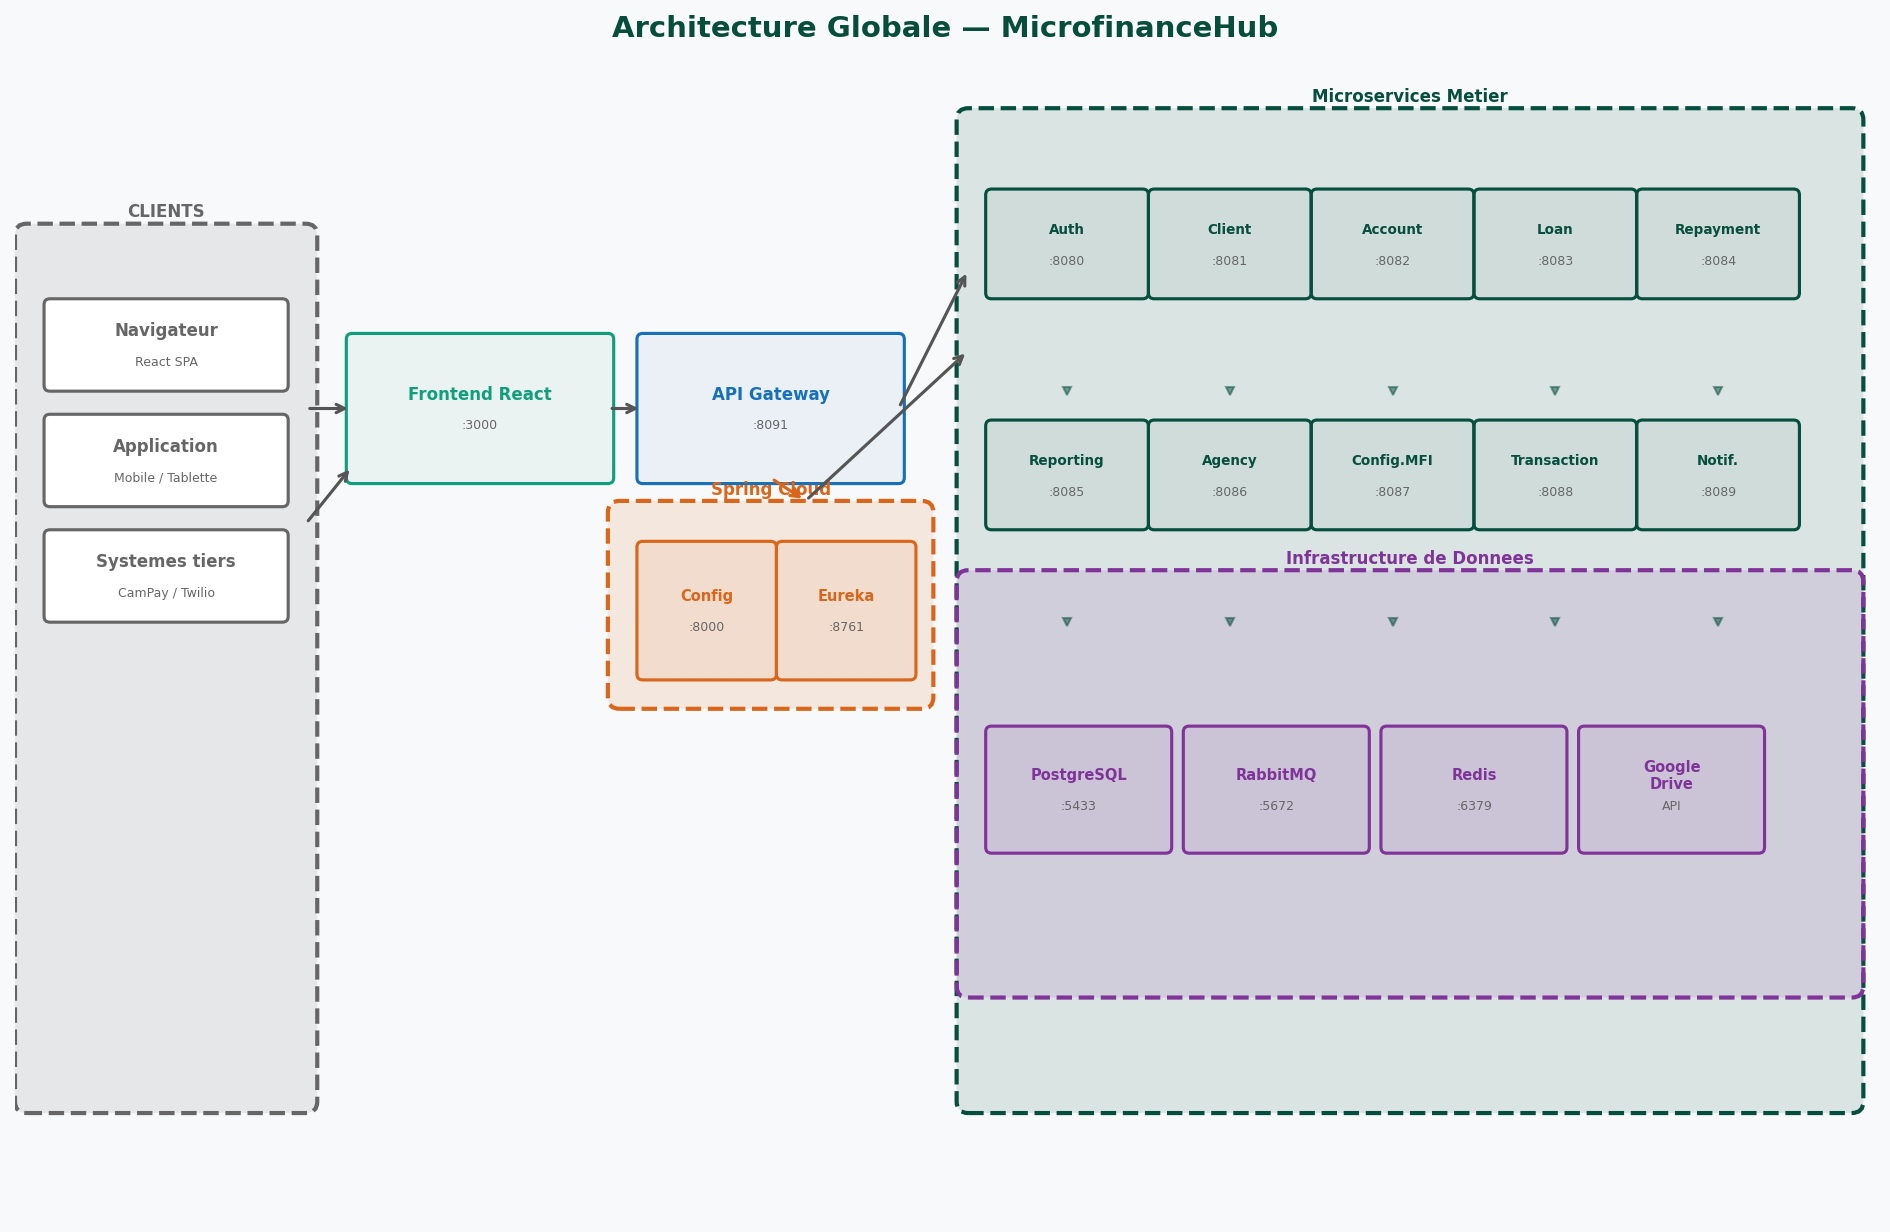 Architecture Globale — MicrofinanceHub
CLIENTS
Navigateur
React SPA
Application
Mobile / Tablette
Systemes tiers
CamPay / Twilio
Frontend React
:3000
API Gateway
:8091
Spring Cloud
Config
:8000
Eureka
:8761
Microservices Metier
Auth
:8080
Client
:8081
Account
:8082
Loan
:8083
Repayment
:8084
Reporting
:8085
Agency
:8086
Config.MFI
:8087
Transaction
:8088
Notif.
:8089
Infrastructure de Donnees
PostgreSQL
:5433
RabbitMQ
:5672
Redis
:6379
Google
Drive
API